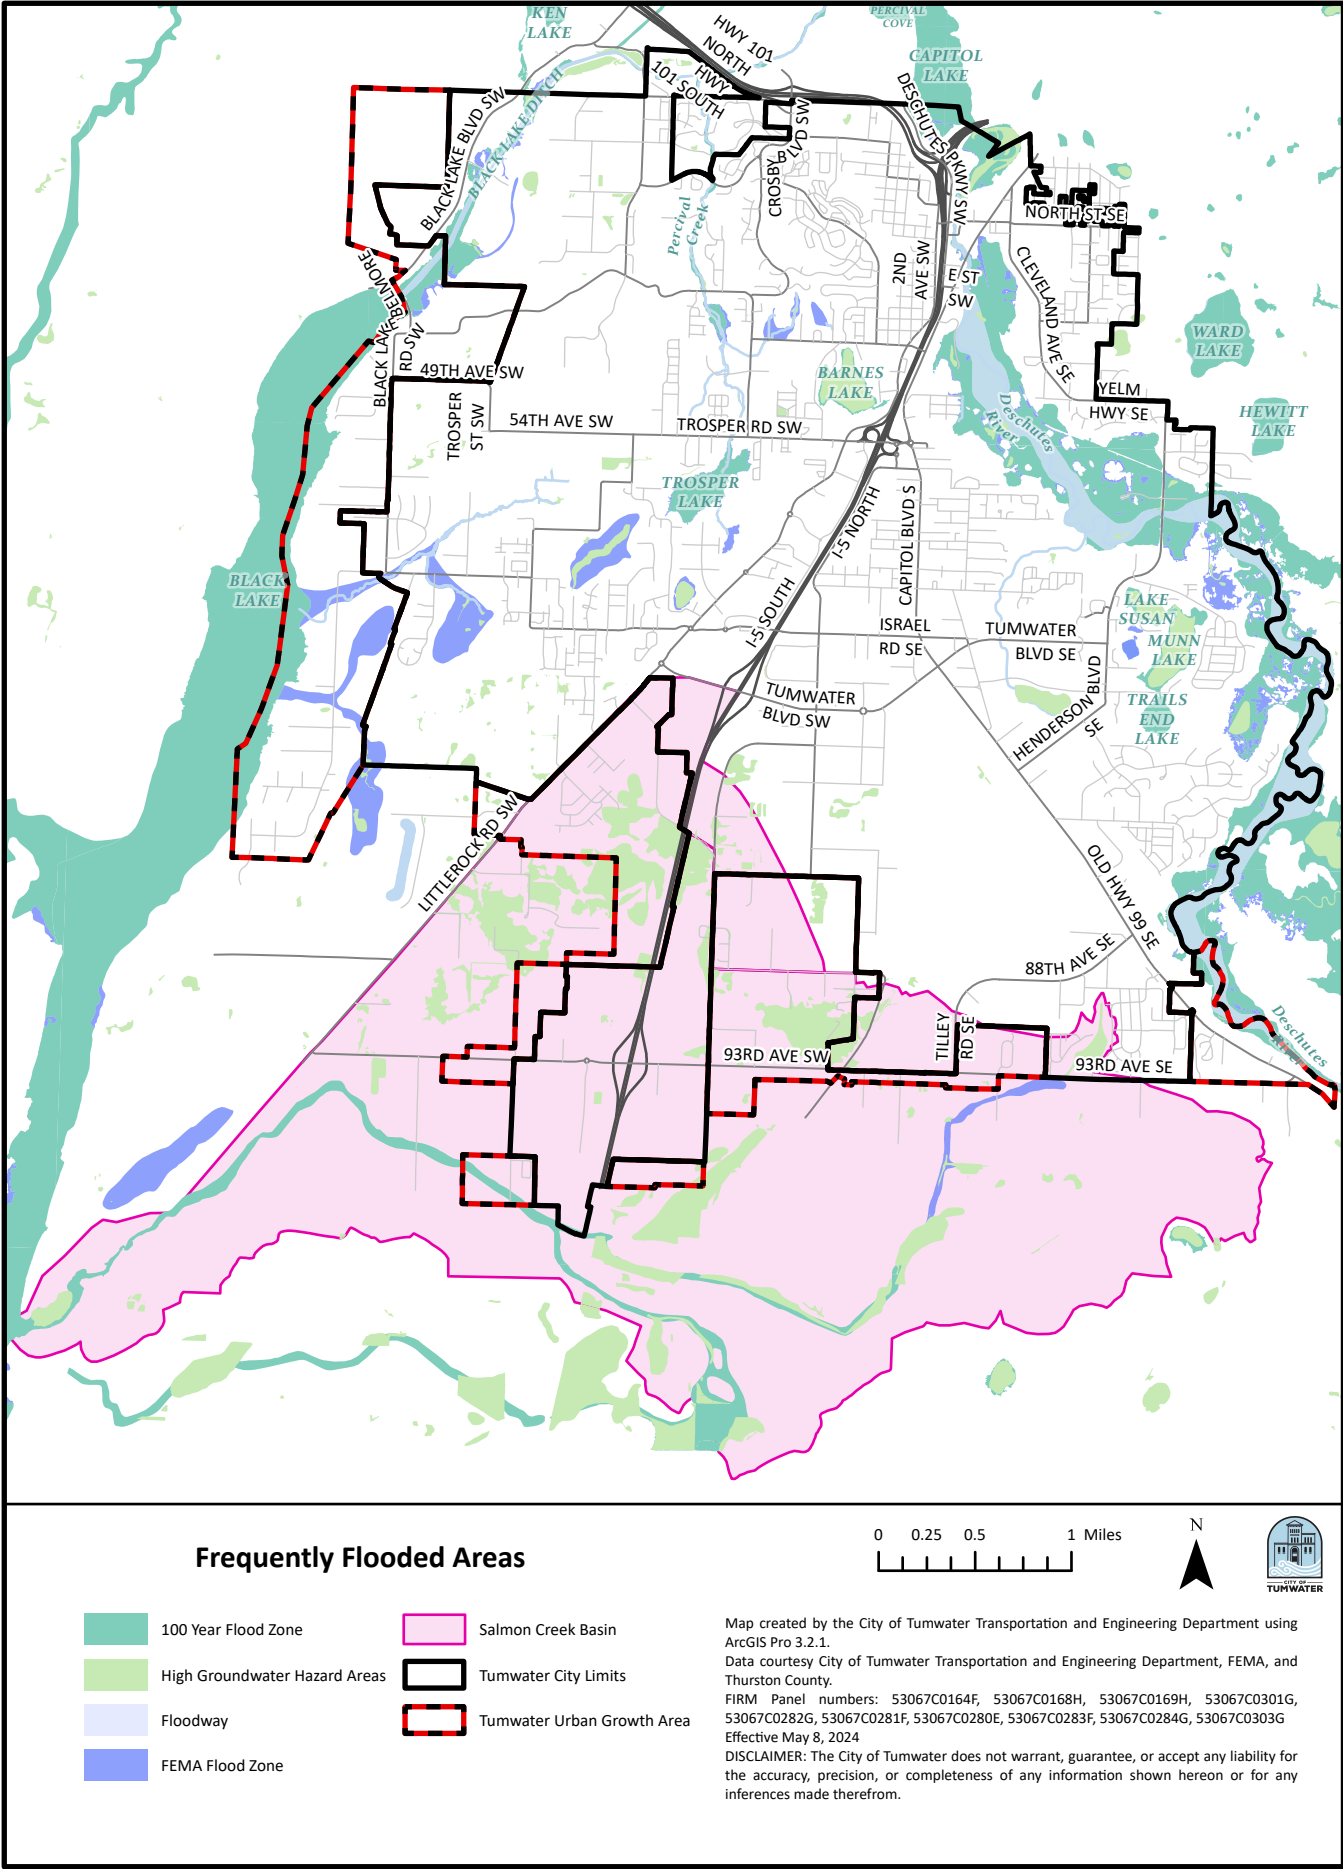 KEN
LAKE
PERCIVAL
COVE
HWY 101
NORTH
CAPITOL
LAKE
HWY
101 SOUTH
DESCHUTES PKWY SW
BLACK LAKE BLVD SW
BLACK LAKE DITCH
CROSBY
BLVD SW
Percival
Creek
NORTH ST SE
2ND
AVE SW
E ST
SW
CLEVELAND AVE SE
BLACK LAKE BELMORE
RD SW
WARD
LAKE
49TH AVE SW
BARNES
LAKE
YELM
HWY SE
HEWITT
LAKE
TROSPER
ST SW
54TH AVE SW
TROSPER RD SW
Deschutes
River
TROSPER
LAKE
I-5 NORTH
CAPITOL BLVD S
BLACK
LAKE
I-5 SOUTH
LAKE
SUSAN
ISRAEL
RD SE
TUMWATER
BLVD SE
MUNN
LAKE
TUMWATER
BLVD SW
HENDERSON BLVD
SE
TRAILS
END
LAKE
LITTLEROCK RD SW
OLD HWY 99 SE
88TH AVE SE
TILLEY
RD SE
Deschutes
River
93RD AVE SW
93RD AVE SE
Frequently Flooded Areas
0 0.25 0.5 1 Miles
N
CITY OF
TUMWATER
100 Year Flood Zone
High Groundwater Hazard Areas
Floodway
FEMA Flood Zone
Salmon Creek Basin
Tumwater City Limits
Tumwater Urban Growth Area
Map created by the City of Tumwater Transportation and Engineering Department using
ArcGIS Pro 3.2.1.
Data courtesy City of Tumwater Transportation and Engineering Department, FEMA, and
Thurston County.
FIRM Panel numbers: 53067C0164F, 53067C0168H, 53067C0169H, 53067C0301G,
53067C0282G, 53067C0281F, 53067C0280E, 53067C0283F, 53067C0284G, 53067C0303G
Effective May 8, 2024
DISCLAIMER: The City of Tumwater does not warrant, guarantee, or accept any liability for
the accuracy, precision, or completeness of any information shown hereon or for any
inferences made therefrom.